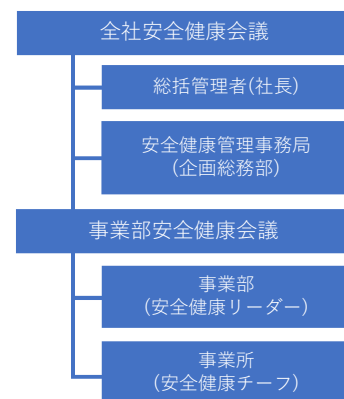 全社安全健康会議
総括管理者(社長)
安全健康管理事務局
(企画総務部)
事業部安全健康会議
事業部
(安全健康リーダー)
事業所
(安全健康チーフ)